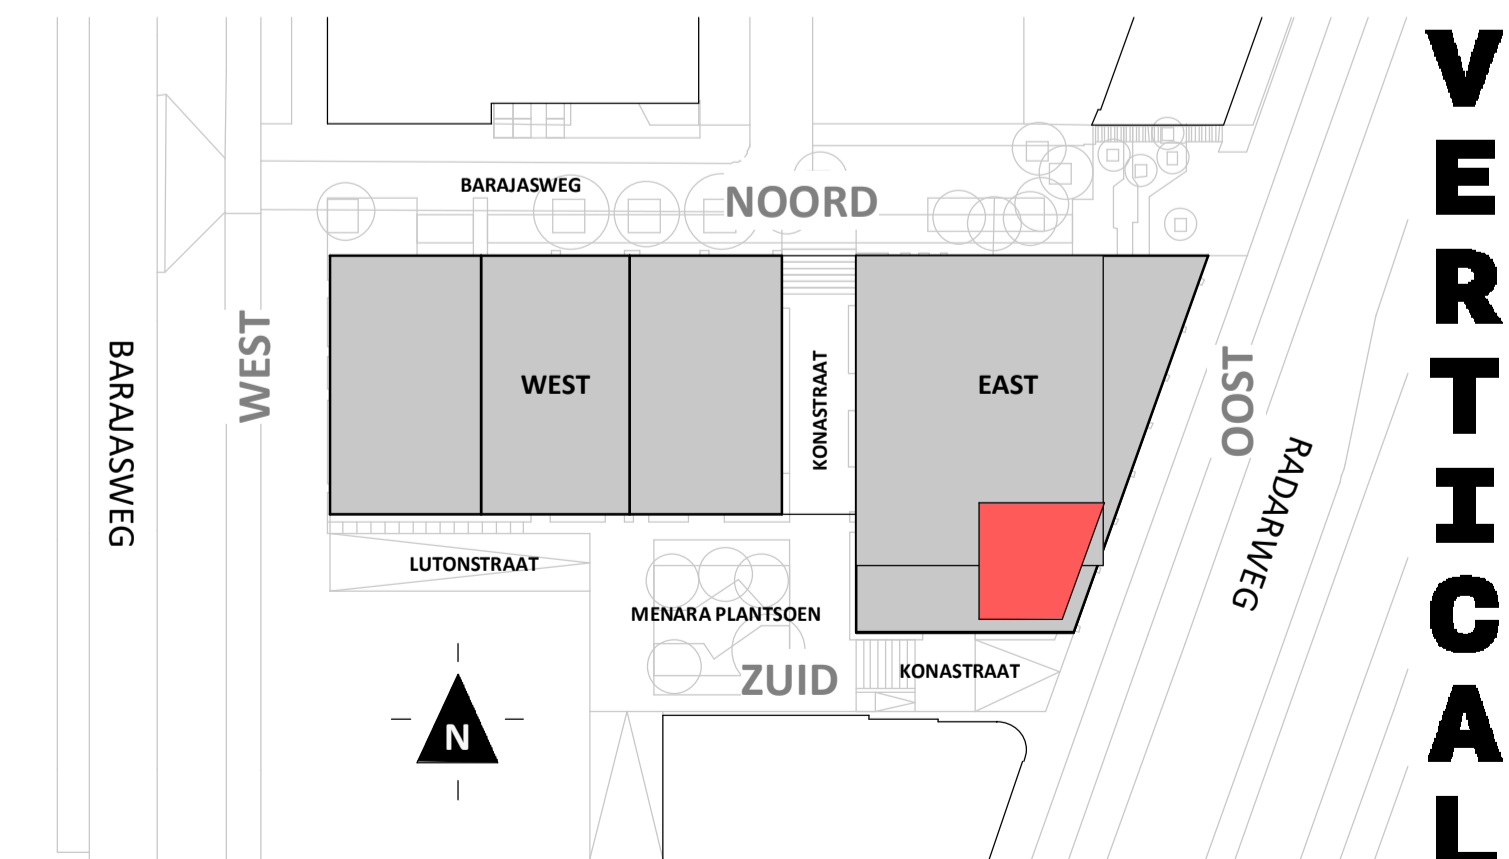 BARAJASWEG
NOORD
WEST
BARAJASWEG
WEST
KONASTRAAT
EAST
OOST
RADARWEG
LUTONSTRAAT
MENARA PLANTSOEN
ZUID
KONASTRAAT
N
VERTICAL